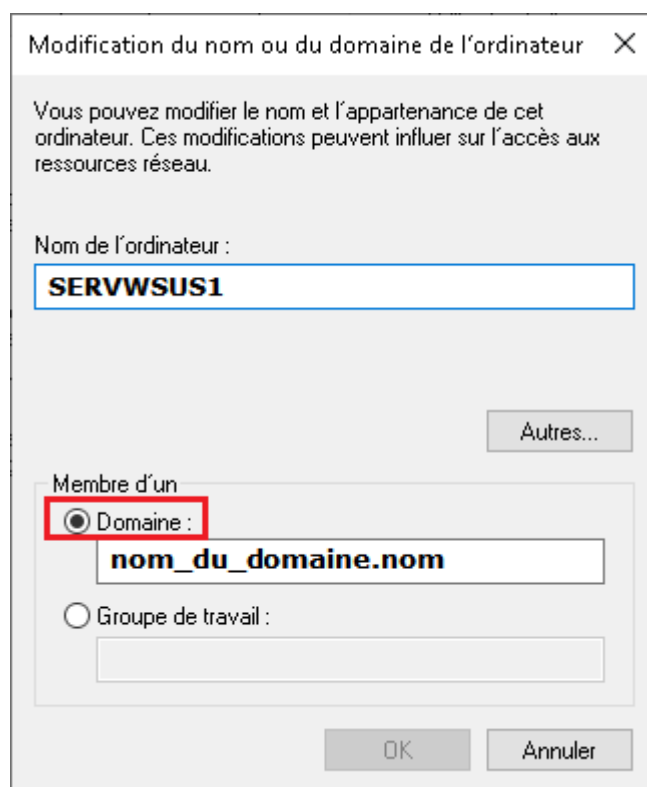 Modification du nom ou du domaine de l'ordinateur
Vous pouvez modifier le nom et l'appartenance de cet
ordinateur. Ces modifications peuvent influer sur l'accès aux
ressources réseau.
Nom de l'ordinateur :
SERVWSUS1
Autres...
Membre d'un
Domaine :
nom_du_domaine.nom
Groupe de travail :
OK
Annuler